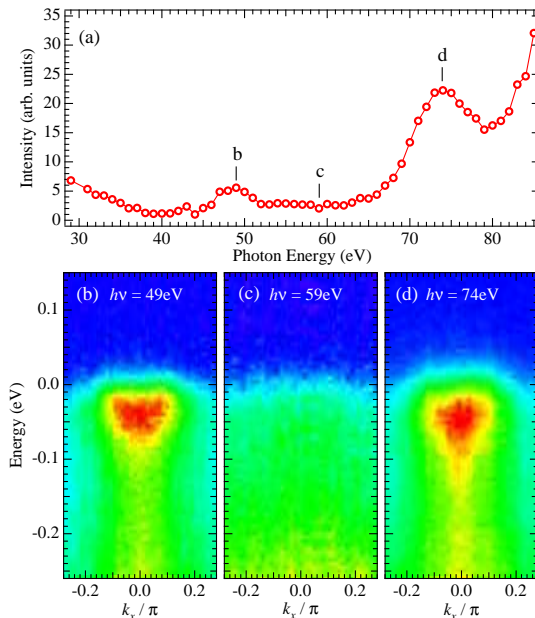 (a)
Intensity (arb. units)
35
30
25
20
15
10
5
0
b
c
d
30 40 50 60 70 80
Photon Energy (eV)
(b) hν = 49eV
(c) hν = 59eV
(d) hν = 74eV
Energy (eV)
0.1
0.0
-0.1
-0.2
-0.2 0.0 0.2
-0.2 0.0 0.2
-0.2 0.0 0.2
kx / π
kx / π
kx / π